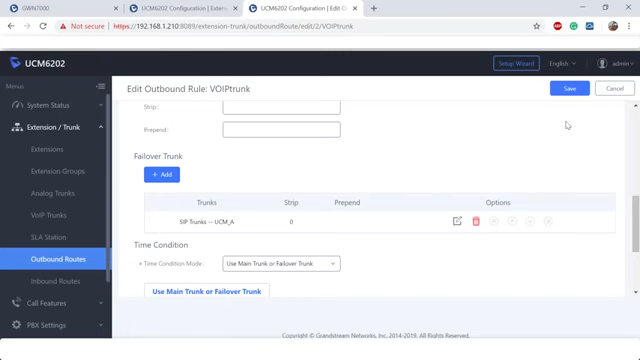 GWN7000
UCM6202 Configuration | Extensi
UCM6202 Configuration | Edit O
Not secure
https://192.168.1.210:8089/extension-trunk/outboundRoute/edit/2/VOIPtrunk
UCM6202
Setup Wizard
English
admin
Menus
Edit Outbound Rule: VOIPtrunk
Save
Cancel
System Status
Strip:
Extension / Trunk
Prepend:
Extensions
Failover Trunk
Extension Groups
+ Add
Analog Trunks
Trunks Strip Prepend Options
VoIP Trunks
SIP Trunks -- UCM_A 0
SLA Station
Time Condition
Outbound Routes
* Time Condition Mode: Use Main Trunk or Failover Trunk
Inbound Routes
Use Main Trunk or Failover Trunk
Call Features
PBX Settings
Copyright © Grandstream Networks, Inc. 2014-2019. All Rights Reserved.